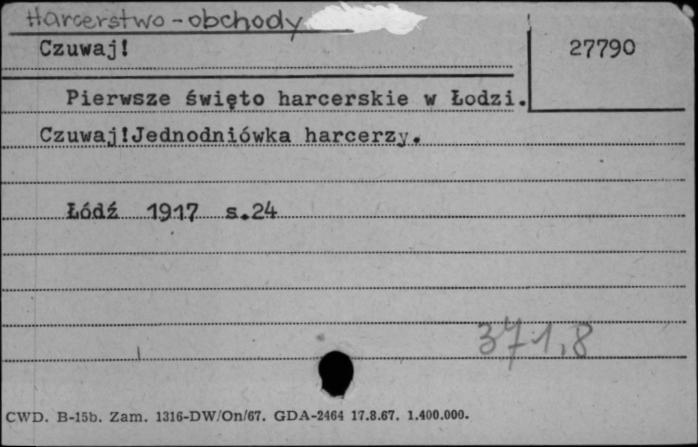 Harcerstwo - obchody
Czuwaj!
27790
Pierwsze święto harcerskie w Łodzi.
Czuwaj!Jednodniówka harcerzy.
Łódź 1917 s.24
371.8
CWD. B-15b. Zam. 1316-DW/On/67. GDA-2464 17.8.67. 1.400.000.